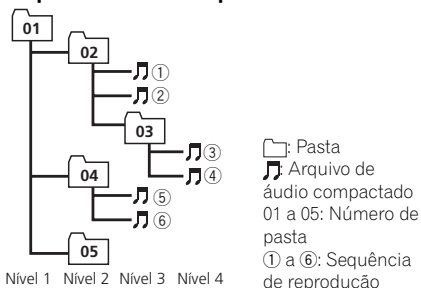 01
02
①
②
03
③
④
04
⑤
⑥
05
Nível 1 Nível 2 Nível 3 Nível 4
: Pasta
: Arquivo de
áudio compactado
01 a 05: Número de
pasta
① a ⑥: Sequência
de reprodução